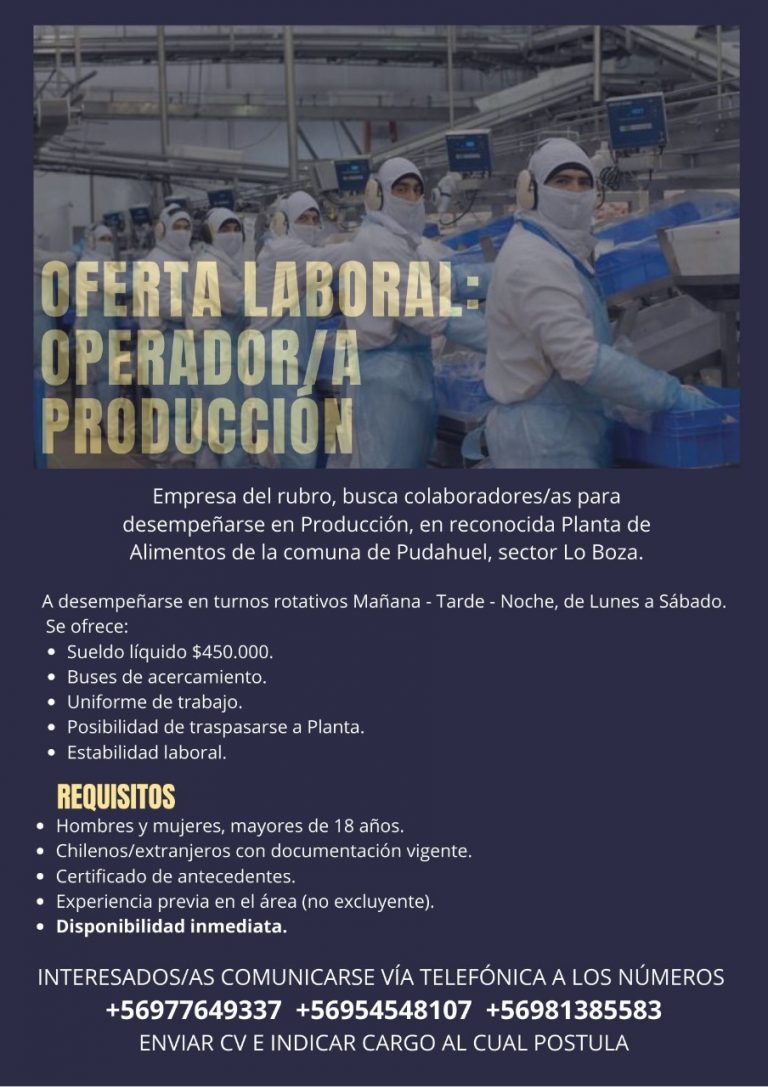 OFERTA LABORAL:
OPERADOR/A
PRODUCCIÓN
Empresa del rubro, busca colaboradores/as para
desempeñarse en Producción, en reconocida Planta de
Alimentos de la comuna de Pudahuel, sector Lo Boza.
A desempeñarse en turnos rotativos Mañana - Tarde - Noche, de Lunes a Sábado.
Se ofrece:
• Sueldo líquido $450.000.
• Buses de acercamiento.
• Uniforme de trabajo.
• Posibilidad de traspasarse a Planta.
• Estabilidad laboral.
REQUISITOS
• Hombres y mujeres, mayores de 18 años.
• Chilenos/extranjeros con documentación vigente.
• Certificado de antecedentes.
• Experiencia previa en el área (no excluyente).
• Disponibilidad inmediata.
INTERESADOS/AS COMUNICARSE VÍA TELEFÓNICA A LOS NÚMEROS
+56977649337 +56954548107 +56981385583
ENVIAR CV E INDICAR CARGO AL CUAL POSTULA